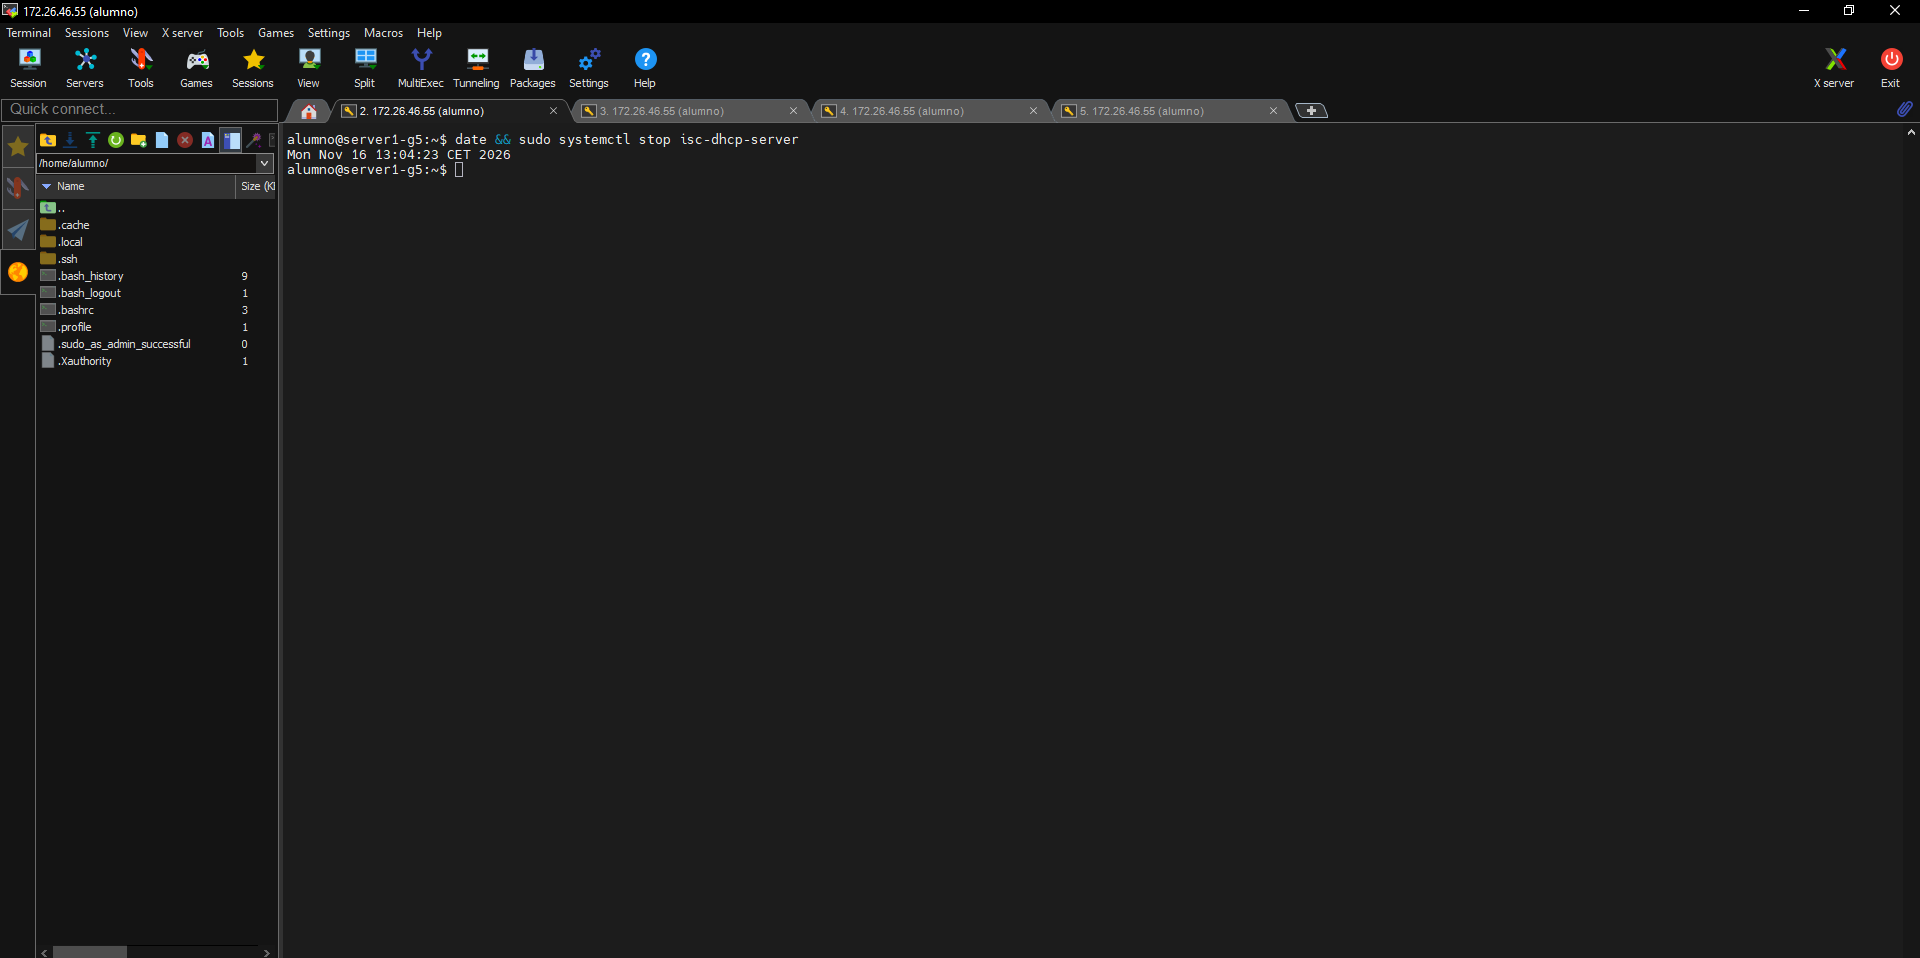 172.26.46.55 (alumno)
Terminal Sessions View X server Tools Games Settings Macros Help
Session Servers Tools Games Sessions View Split MultiExec Tunneling Packages Settings Help X server Exit
Quick connect...
2. 172.26.46.55 (alumno)
3. 172.26.46.55 (alumno)
4. 172.26.46.55 (alumno)
5. 172.26.46.55 (alumno)
/home/alumno/
Name Size (K
..
.cache
.local
.ssh
.bash_history 9
.bash_logout 1
.bashrc 3
.profile 1
.sudo_as_admin_successful 0
.Xauthority 1
alumno@server1-g5:~$ date && sudo systemctl stop isc-dhcp-server
Mon Nov 16 13:04:23 CET 2026
alumno@server1-g5:~$